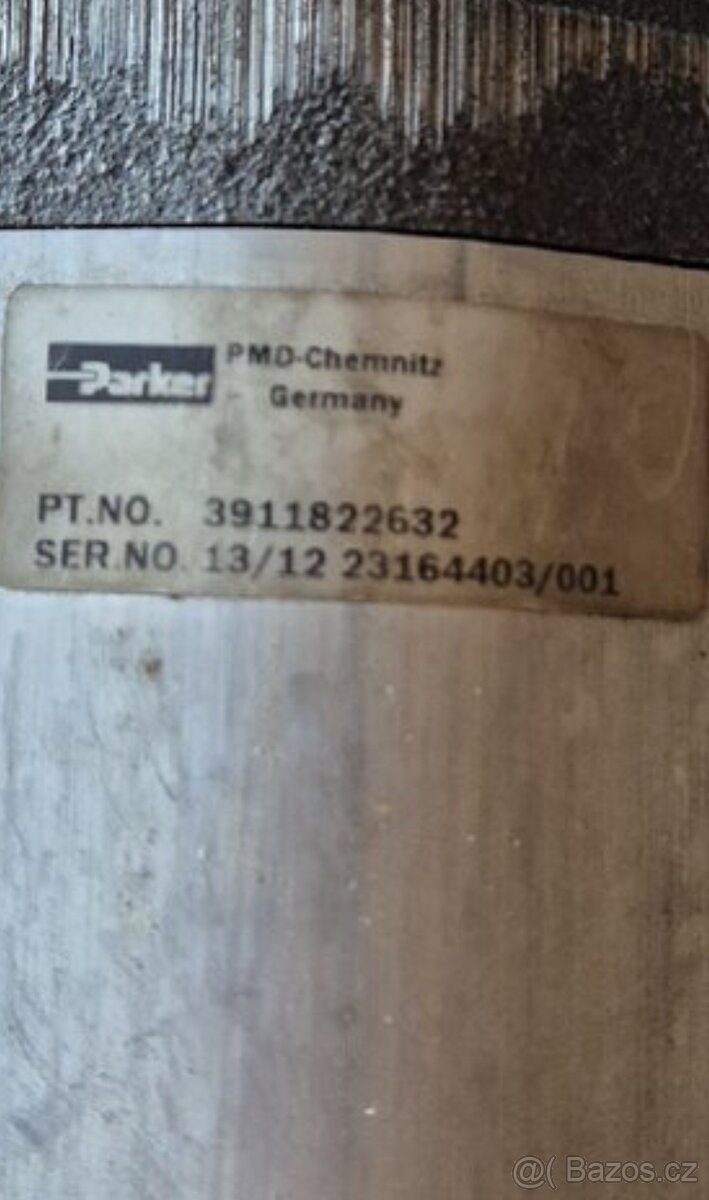 Parker
PMD-Chemnitz
Germany
PT.NO. 3911822632
SER.NO. 13/12 23164403/001
@( Bazos.cz